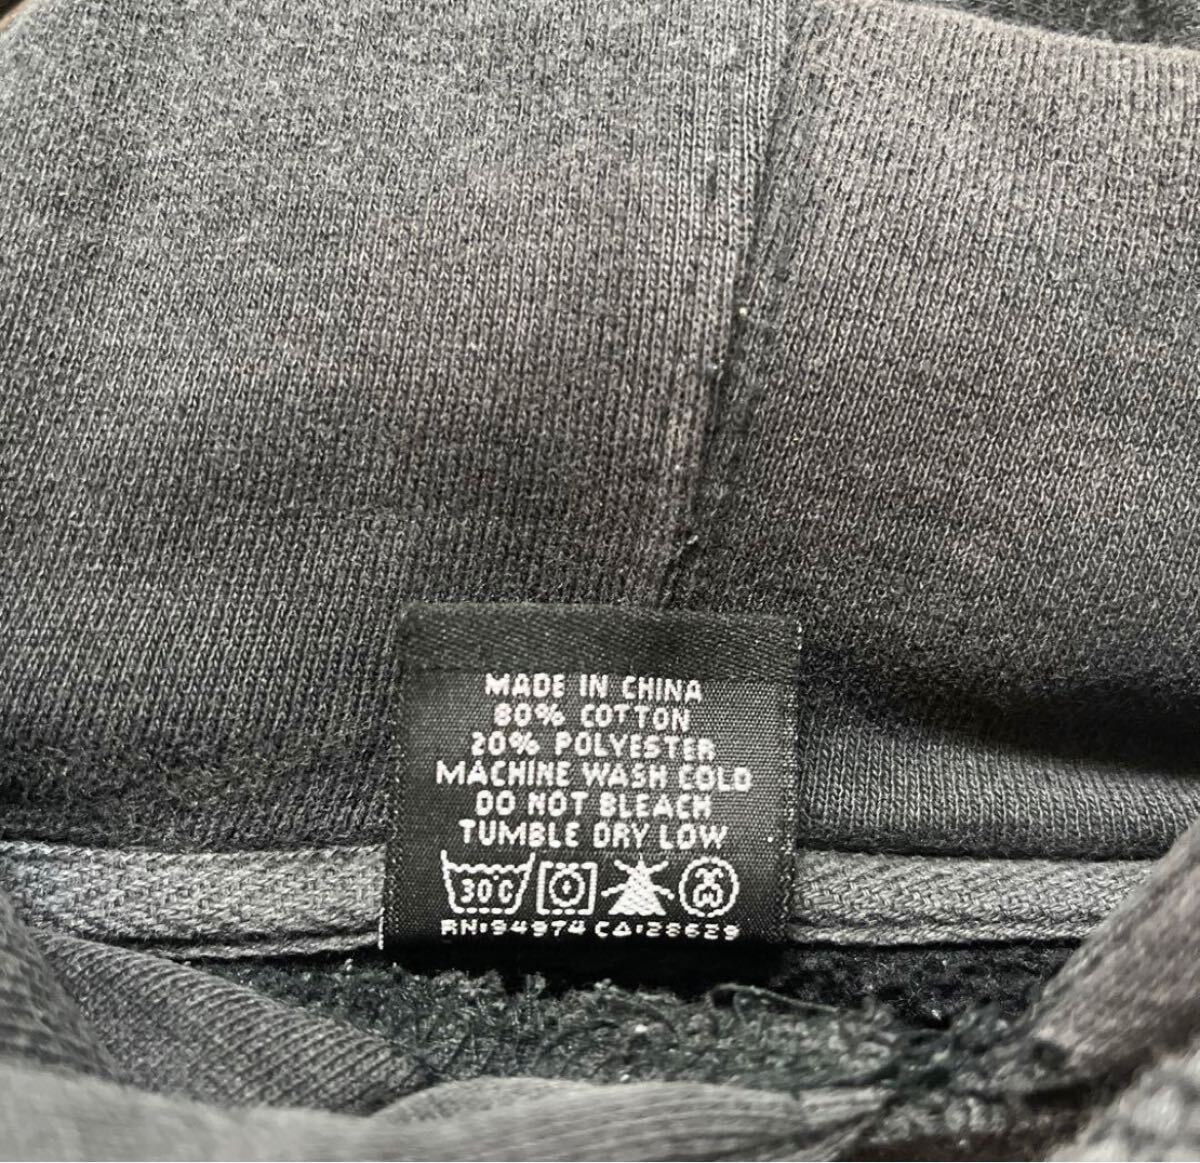 MADE IN CHINA
80% COTTON
20% POLYESTER
MACHINE WASH COLD
DO NOT BLEACH
TUMBLE DRY LOW
30°C
RN:94974 CA:28629